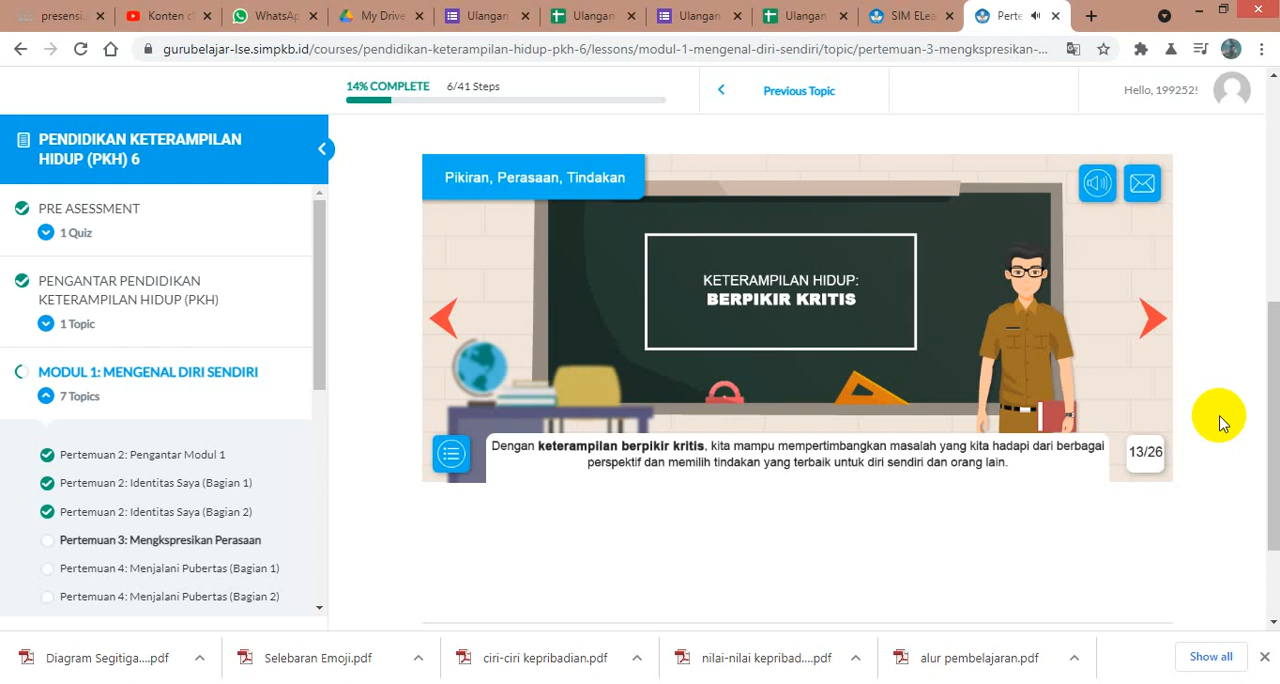 presensi
Konten c
WhatsAp
My Drive
Ulangan
Ulangan
Ulangan
Ulangan
SIM ELea
Perte
gurubelajar-lse.simpkb.id/courses/pendidikan-keterampilan-hidup-pkh-6/lessons/modul-1-mengenal-diri-sendiri/topic/pertemuan-3-mengkspresikan-...
14% COMPLETE 6/41 Steps
Previous Topic
Hello, 199252!
PENDIDIKAN KETERAMPILAN
HIDUP (PKH) 6
PRE ASESSMENT
1 Quiz
PENGANTAR PENDIDIKAN
KETERAMPILAN HIDUP (PKH)
1 Topic
MODUL 1: MENGENAL DIRI SENDIRI
7 Topics
Pertemuan 2: Pengantar Modul 1
Pertemuan 2: Identitas Saya (Bagian 1)
Pertemuan 2: Identitas Saya (Bagian 2)
Pertemuan 3: Mengkspresikan Perasaan
Pertemuan 4: Menjalani Pubertas (Bagian 1)
Pertemuan 4: Menjalani Pubertas (Bagian 2)
Pikiran, Perasaan, Tindakan
KETERAMPILAN HIDUP:
BERPIKIR KRITIS
Dengan keterampilan berpikir kritis, kita mampu mempertimbangkan masalah yang kita hadapi dari berbagai
perspektif dan memilih tindakan yang terbaik untuk diri sendiri dan orang lain.
13/26
Diagram Segitiga....pdf
Selebaran Emoji.pdf
ciri-ciri kepribadian.pdf
nilai-nilai kepribad....pdf
alur pembelajaran.pdf
Show all